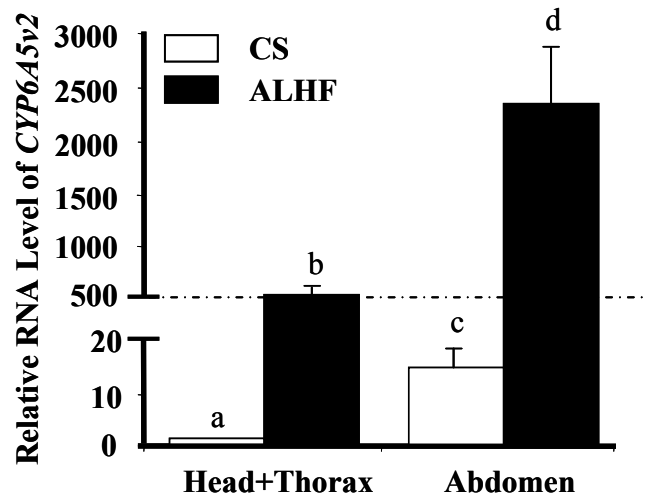 Relative RNA Level of CYP6A5v2
3000
2500
2000
1500
1000
500
20
10
0
CS
ALHF
a
b
c
d
Head+Thorax
Abdomen